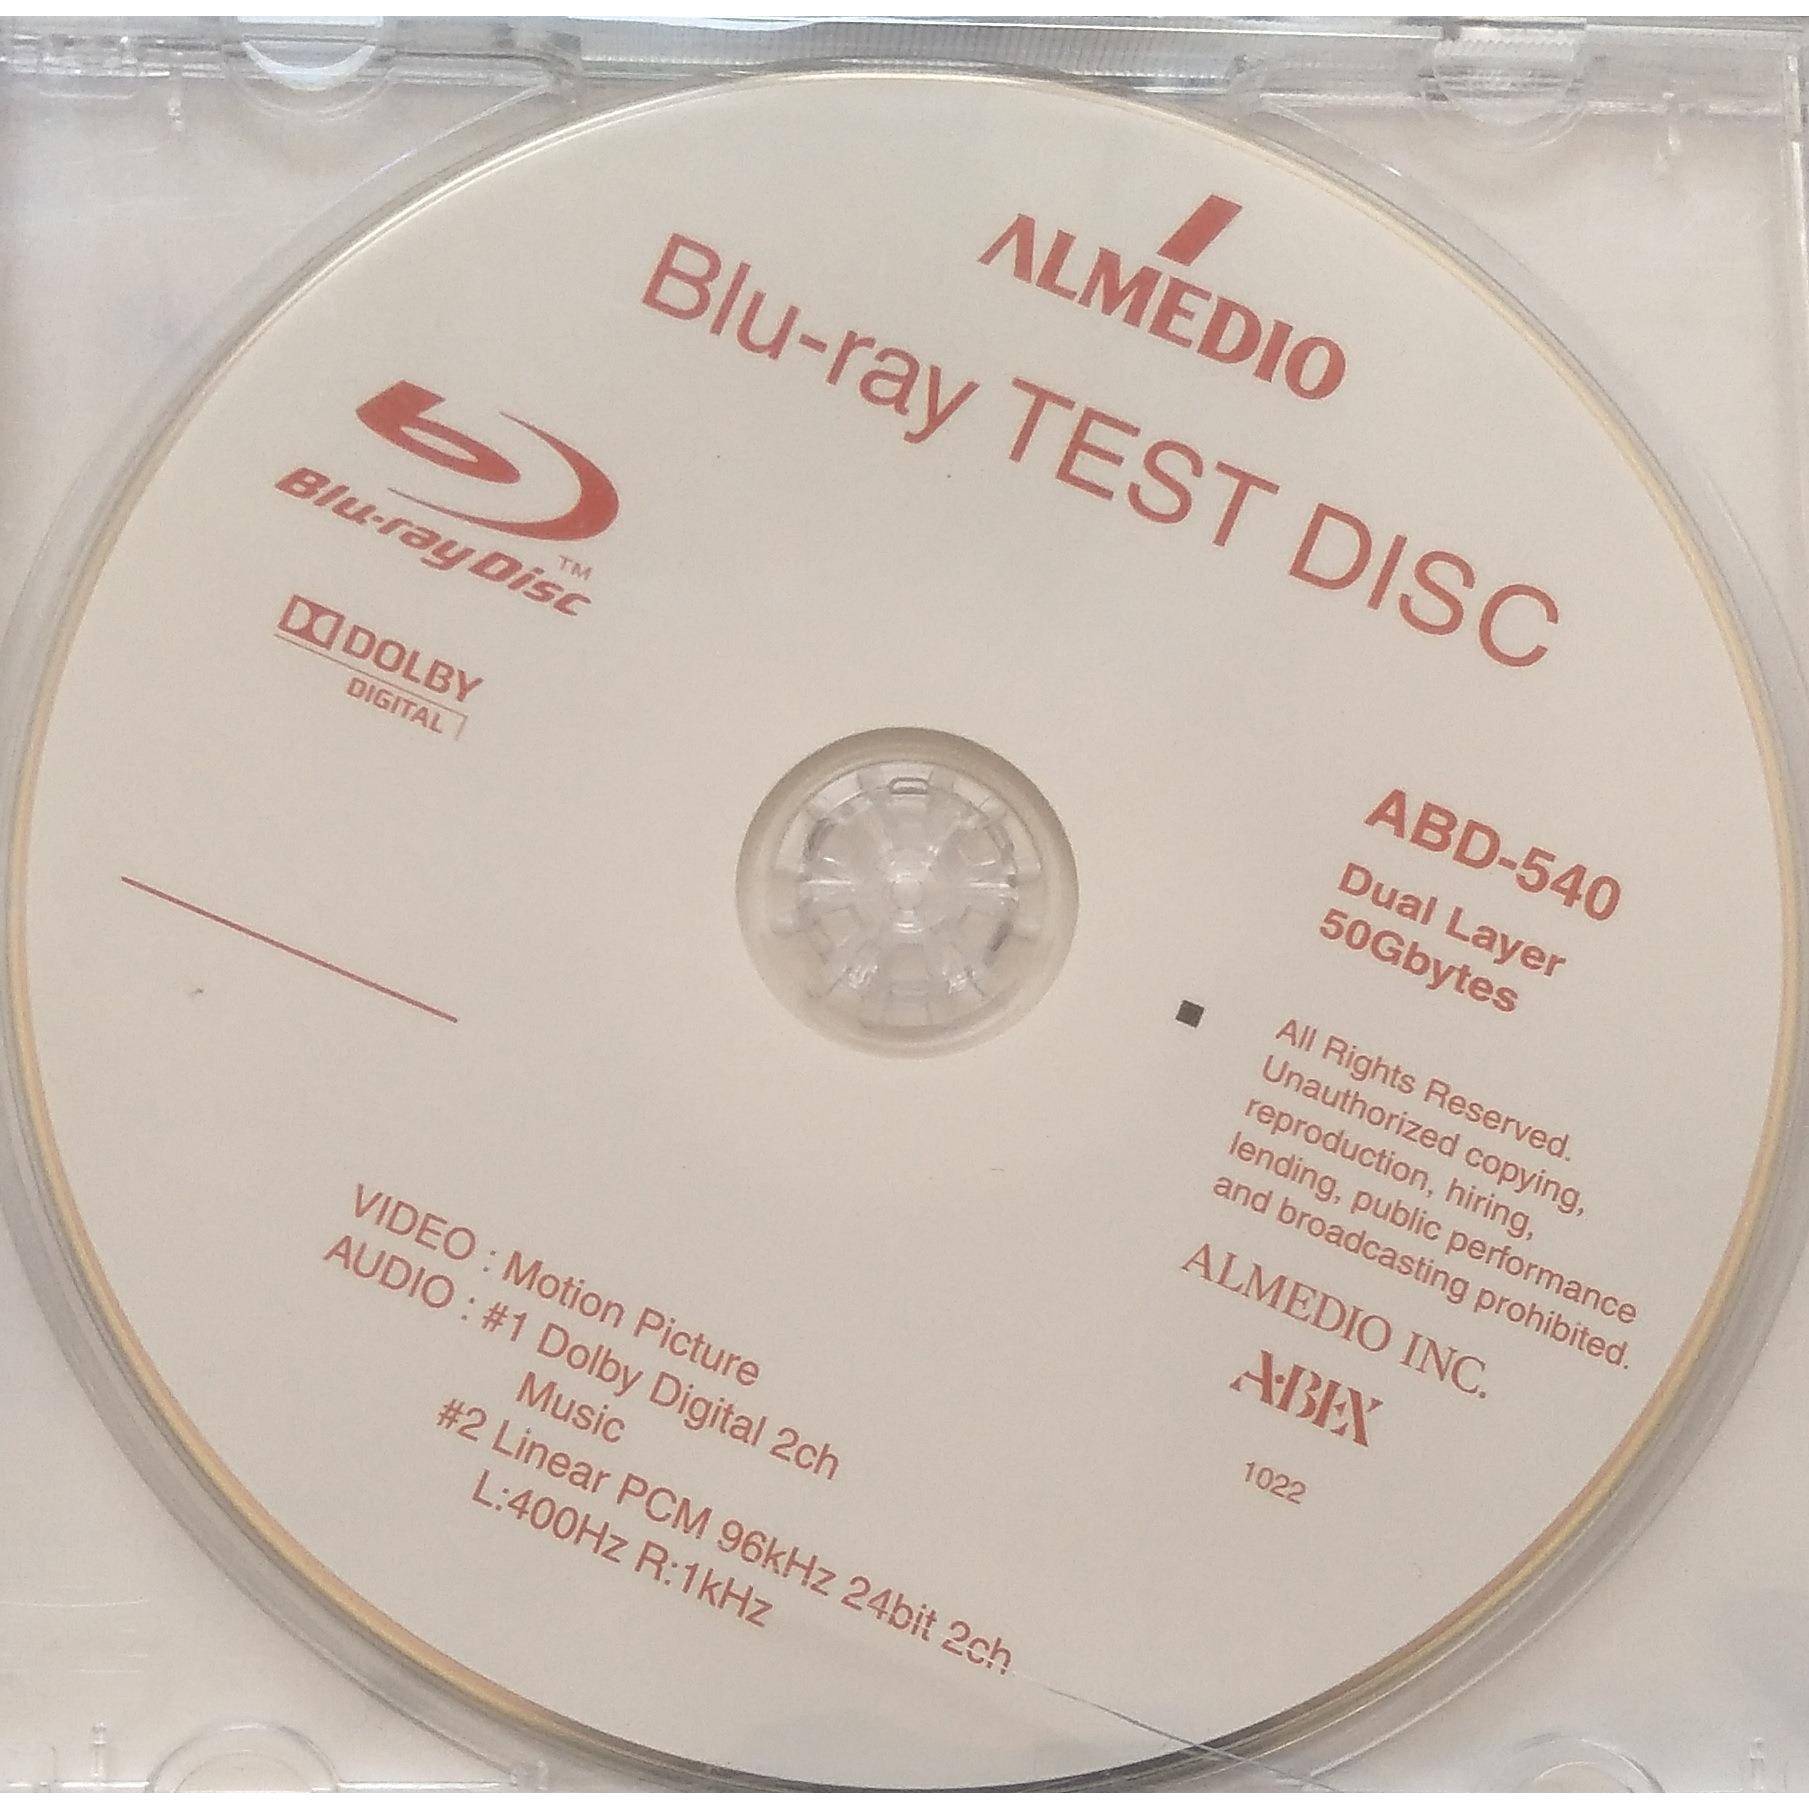 ALMEDIO
Blu-ray TEST DISC
Blu-ray Disc
TM
DOLBY
DIGITAL
ABD-540
Dual Layer
50Gbytes
All Rights Reserved.
Unauthorized copying,
reproduction, hiring,
lending, public performance
and broadcasting prohibited.
ALMEDIO INC.
A·BEX
1022
VIDEO : Motion Picture
AUDIO : #1 Dolby Digital 2ch
Music
#2 Linear PCM 96kHz 24bit 2ch
L:400Hz R:1kHz